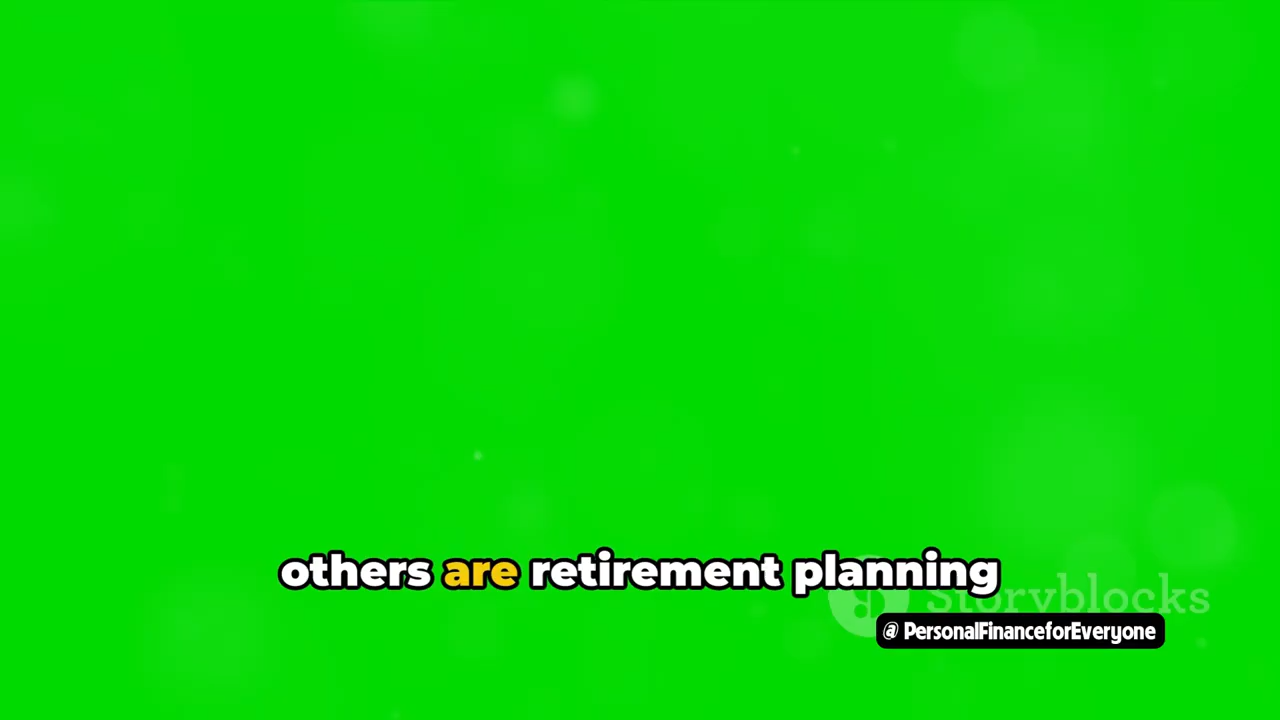 others are retirement planning
Storyblocks
@ PersonalFinanceforEveryone